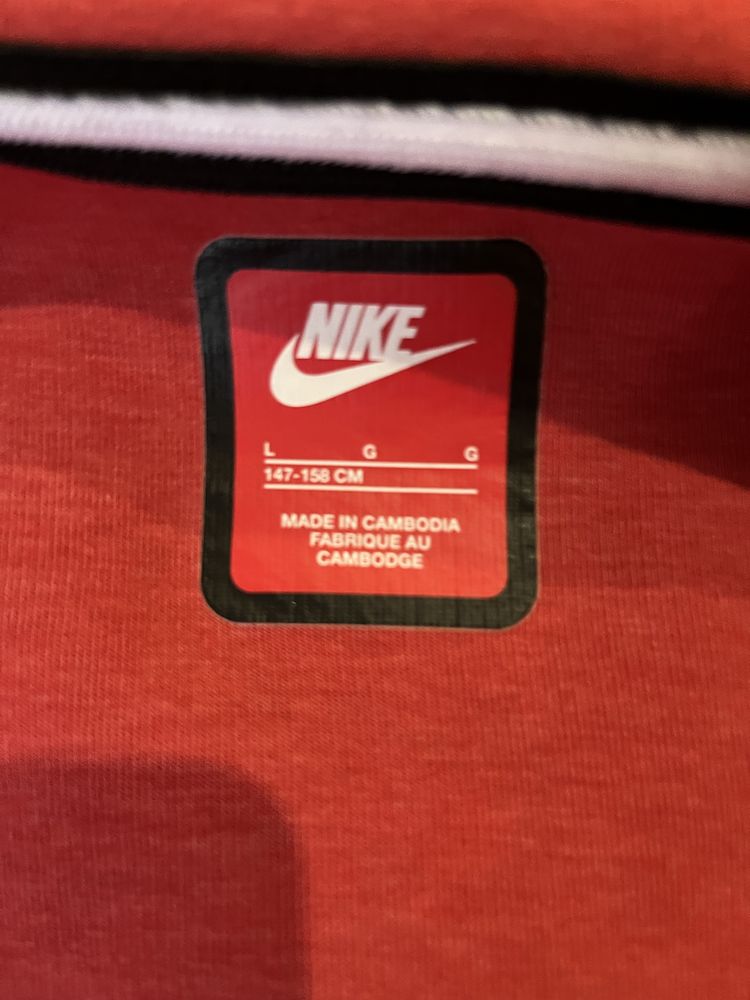 NIKE
L G G
147-158 CM
MADE IN CAMBODIA
FABRIQUE AU
CAMBODGE